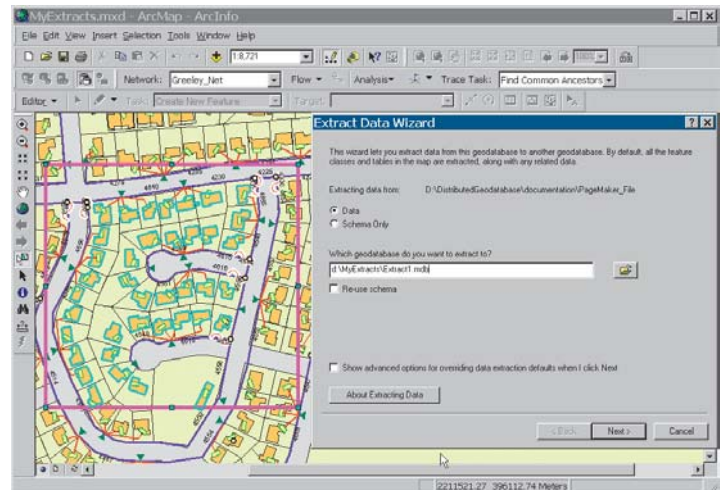 MyExtracts.mxd - ArcMap - ArcInfo
File Edit View Insert Selection Tools Window Help
1:8,721
Network: Greeley_Net Flow Analysis Trace Task: Find Common Ancestors
Editor Task: Create New Feature Target:
Extract Data Wizard
This wizard lets you extract data from this geodatabase to another geodatabase. By default, all the feature
classes and tables in the map are extracted, along with any related data.
Extracting data from: D:\DistributedGeodatabase\documentation\PageMaker_File
Data
Schema Only
Which geodatabase do you want to extract to?
d:\MyExtracts\Extract1.mdb
Re-use schema
Show advanced options for overriding data extraction defaults when I click Next
About Extracting Data
< Back Next > Cancel
2211521.27 396112.74 Meters